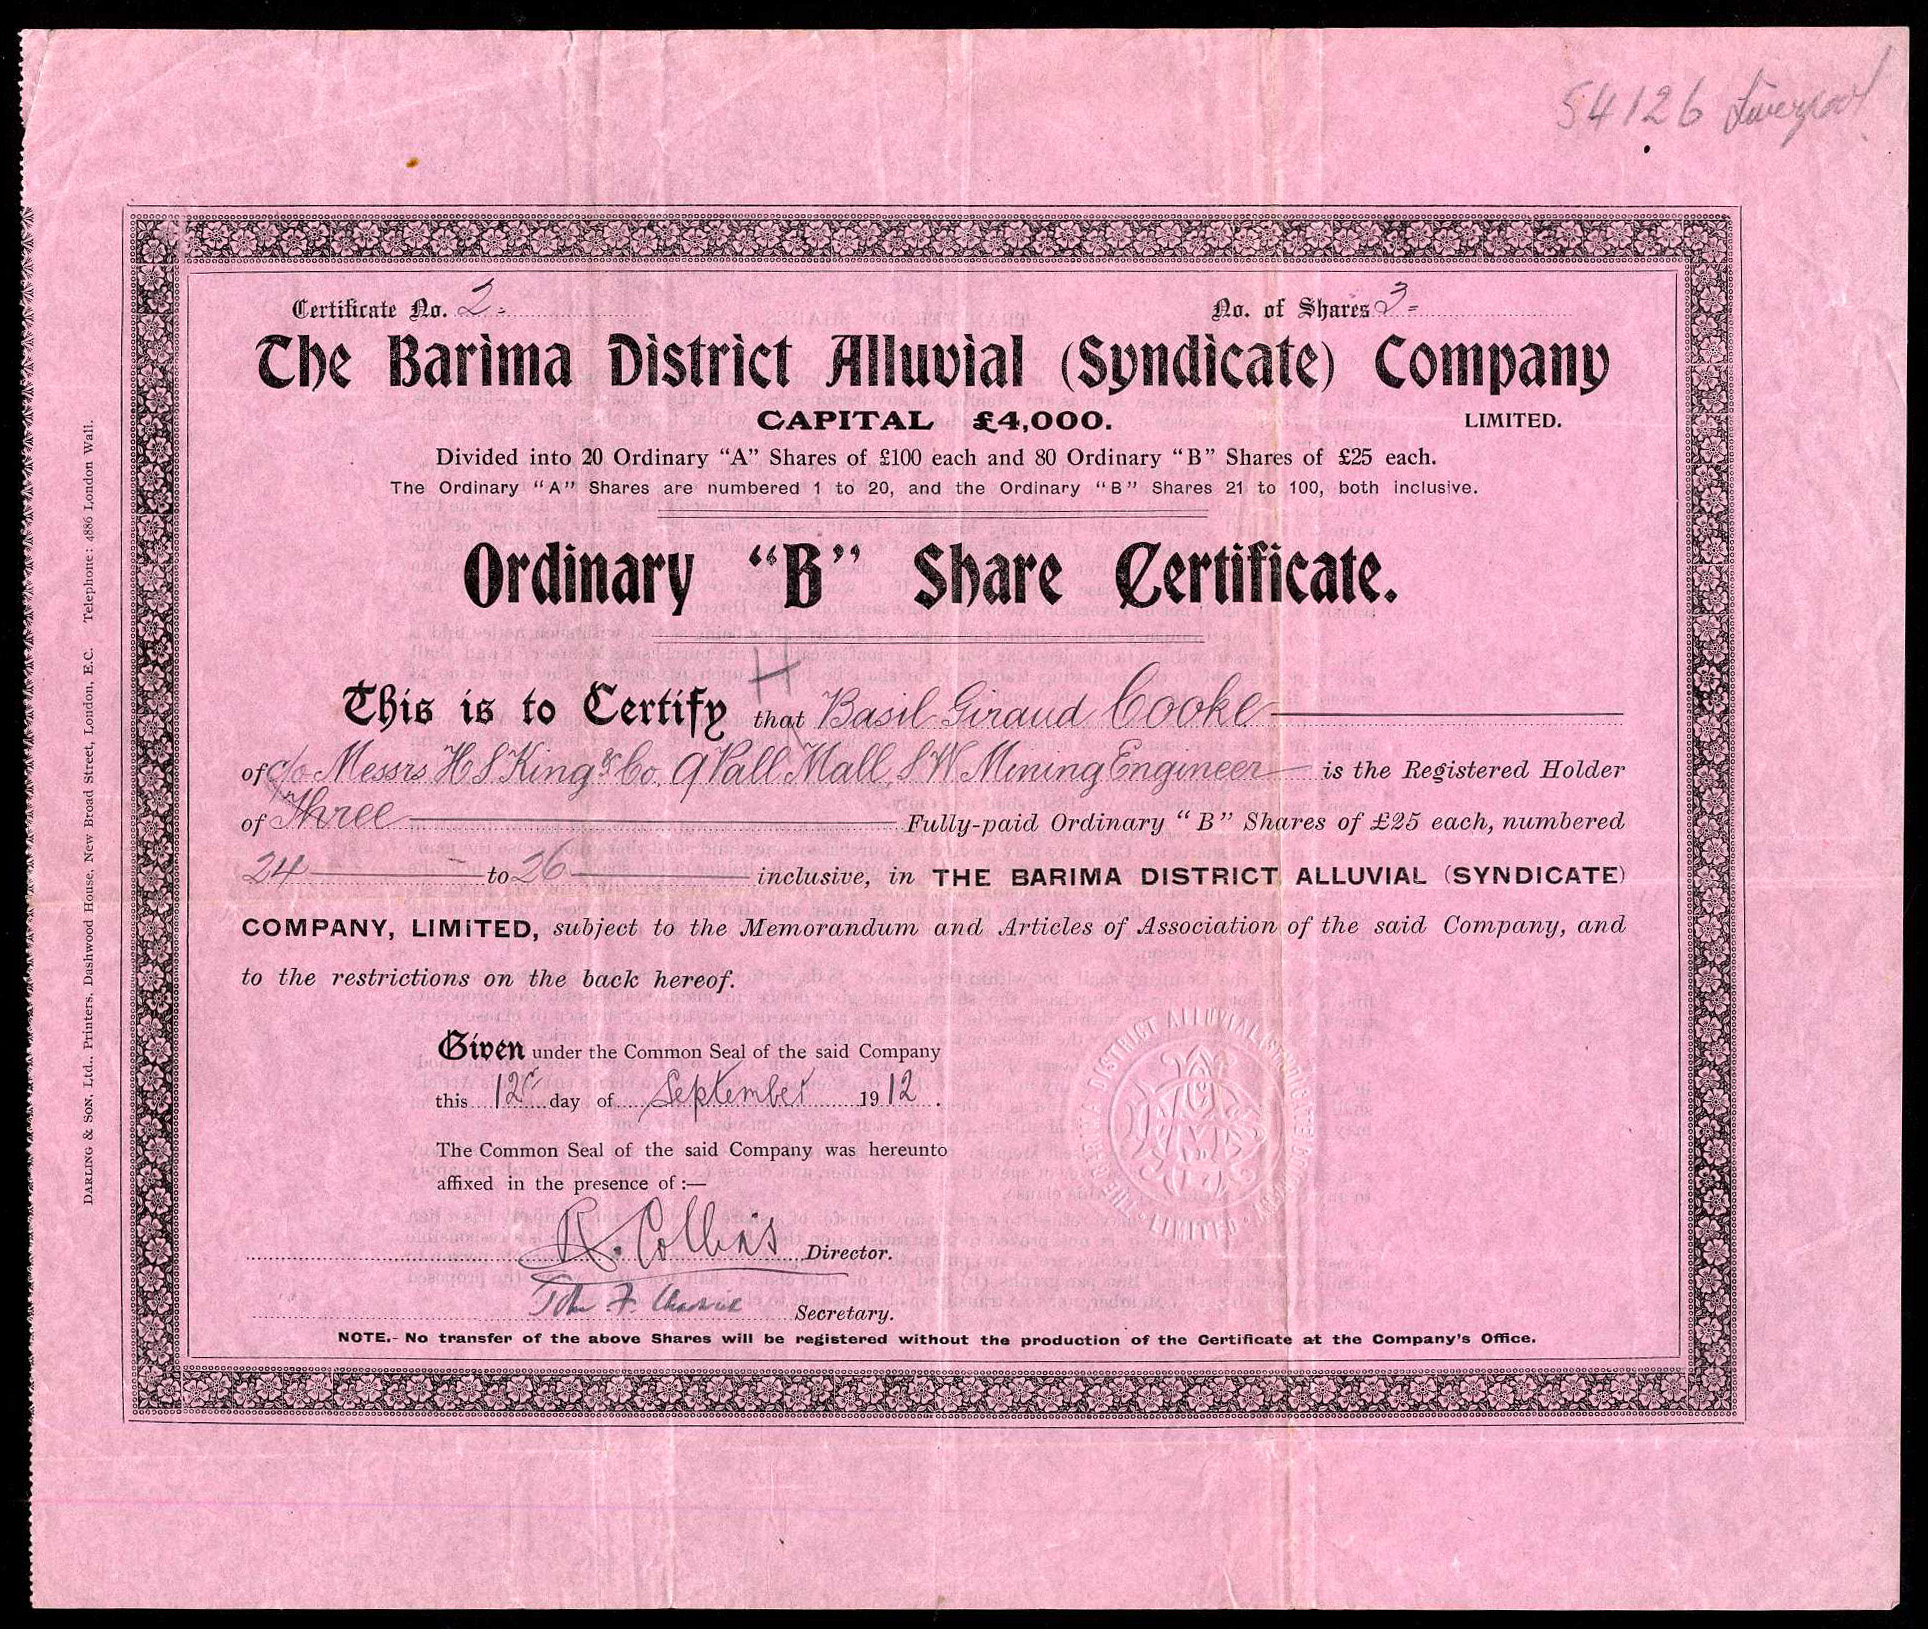 54126 Liverpool
Certificate No. 2
No. of Shares 3
The Barima District Alluvial (Syndicate) Company
CAPITAL £4,000. LIMITED.
Divided into 20 Ordinary "A" Shares of £100 each and 80 Ordinary "B" Shares of £25 each.
The Ordinary "A" Shares are numbered 1 to 20, and the Ordinary "B" Shares 21 to 100, both inclusive.
Ordinary "B" Share Certificate.
This is to Certify that Basil Giraud Cooke
of c/o Messrs H S King & Co. 9 Pall Mall, S W Mining Engineer is the Registered Holder
of Three Fully-paid Ordinary "B" Shares of £25 each, numbered
24 to 26 inclusive, in THE BARIMA DISTRICT ALLUVIAL (SYNDICATE)
COMPANY, LIMITED, subject to the Memorandum and Articles of Association of the said Company, and
to the restrictions on the back hereof.
Given under the Common Seal of the said Company
this 12th day of September 1912.
The Common Seal of the said Company was hereunto
affixed in the presence of :—
R. Collins Director.
John F. Secretary.
NOTE.- No transfer of the above Shares will be registered without the production of the Certificate at the Company's Office.
THE BARIMA DISTRICT ALLUVIAL (SYNDICATE) COMPANY LIMITED
DARLING & SON, Ltd., Printers, Dashwood House, New Broad Street, London, E.C. Telephone: 4886 London Wall.